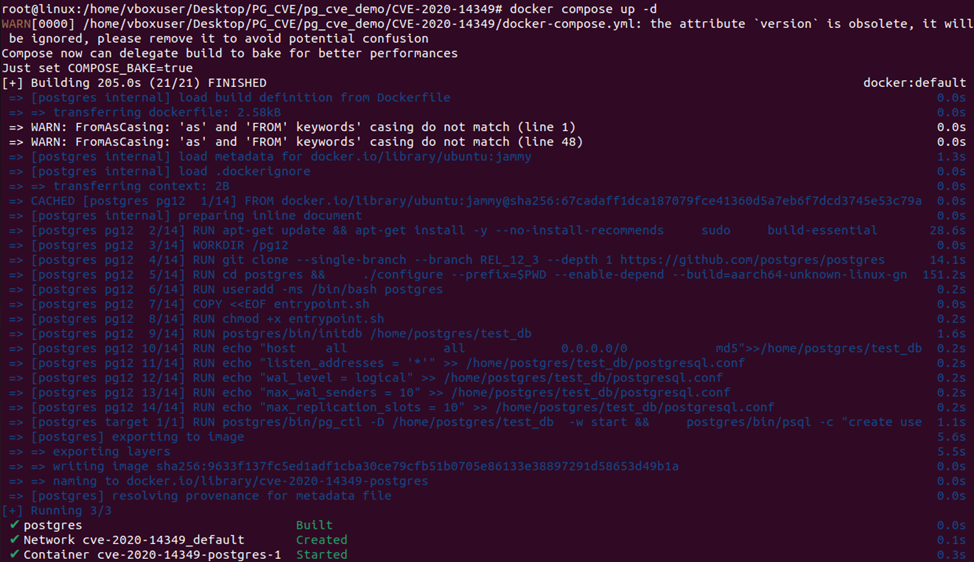 root@linux:/home/vboxuser/Desktop/PG_CVE/pg_cve_demo/CVE-2020-14349# docker compose up -d
WARN[0000] /home/vboxuser/Desktop/PG_CVE/pg_cve_demo/CVE-2020-14349/docker-compose.yml: the attribute `version` is obsolete, it will
be ignored, please remove it to avoid potential confusion
Compose now can delegate build to bake for better performances
Just set COMPOSE_BAKE=true
[+] Building 205.0s (21/21) FINISHED docker:default
=> [postgres internal] load build definition from Dockerfile 0.0s
=> => transferring dockerfile: 2.58kB 0.0s
=> WARN: FromAsCasing: 'as' and 'FROM' keywords' casing do not match (line 1) 0.0s
=> WARN: FromAsCasing: 'as' and 'FROM' keywords' casing do not match (line 48) 0.0s
=> [postgres internal] load metadata for docker.io/library/ubuntu:jammy 1.3s
=> [postgres internal] load .dockerignore 0.0s
=> => transferring context: 2B 0.0s
=> CACHED [postgres pg12 1/14] FROM docker.io/library/ubuntu:jammy@sha256:67cadaff1dca187079fce41360d5a7eb6f7dcd3745e53c79a 0.0s
=> [postgres internal] preparing inline document 0.0s
=> [postgres pg12 2/14] RUN apt-get update && apt-get install -y --no-install-recommends sudo build-essential 28.6s
=> [postgres pg12 3/14] WORKDIR /pg12 0.0s
=> [postgres pg12 4/14] RUN git clone --single-branch --branch REL_12_3 --depth 1 https://github.com/postgres/postgres 14.1s
=> [postgres pg12 5/14] RUN cd postgres && ./configure --prefix=$PWD --enable-depend --build=aarch64-unknown-linux-gn 151.2s
=> [postgres pg12 6/14] RUN useradd -ms /bin/bash postgres 0.2s
=> [postgres pg12 7/14] COPY <<EOF entrypoint.sh 0.0s
=> [postgres pg12 8/14] RUN chmod +x entrypoint.sh 0.2s
=> [postgres pg12 9/14] RUN postgres/bin/initdb /home/postgres/test_db 1.6s
=> [postgres pg12 10/14] RUN echo "host all all 0.0.0.0/0 md5">>/home/postgres/test_db 0.2s
=> [postgres pg12 11/14] RUN echo "listen_addresses = '*'" >> /home/postgres/test_db/postgresql.conf 0.2s
=> [postgres pg12 12/14] RUN echo "wal_level = logical" >> /home/postgres/test_db/postgresql.conf 0.2s
=> [postgres pg12 13/14] RUN echo "max_wal_senders = 10" >> /home/postgres/test_db/postgresql.conf 0.2s
=> [postgres pg12 14/14] RUN echo "max_replication_slots = 10" >> /home/postgres/test_db/postgresql.conf 0.2s
=> [postgres target 1/1] RUN postgres/bin/pg_ctl -D /home/postgres/test_db -w start && postgres/bin/psql -c "create use 1.1s
=> [postgres] exporting to image 5.6s
=> => exporting layers 5.5s
=> => writing image sha256:9633f137fc5ed1adf1cba30ce79cfb51b0705e86133e38897291d58653d49b1a 0.0s
=> => naming to docker.io/library/cve-2020-14349-postgres 0.0s
=> [postgres] resolving provenance for metadata file 0.0s
[+] Running 3/3
✔ postgres Built 0.0s
✔ Network cve-2020-14349_default Created 0.1s
✔ Container cve-2020-14349-postgres-1 Started 0.3s